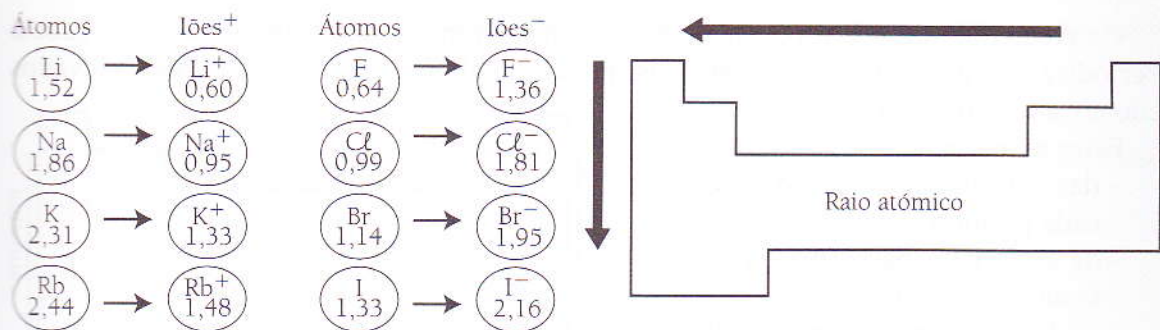 Átomos Iões⁺ Átomos Iões⁻
Li Li⁺ F F⁻
1,52 0,60 0,64 1,36
Na Na⁺ Cℓ Cℓ⁻
1,86 0,95 0,99 1,81
K K⁺ Br Br⁻
2,31 1,33 1,14 1,95
Rb Rb⁺ I I⁻
2,44 1,48 1,33 2,16
Raio atómico